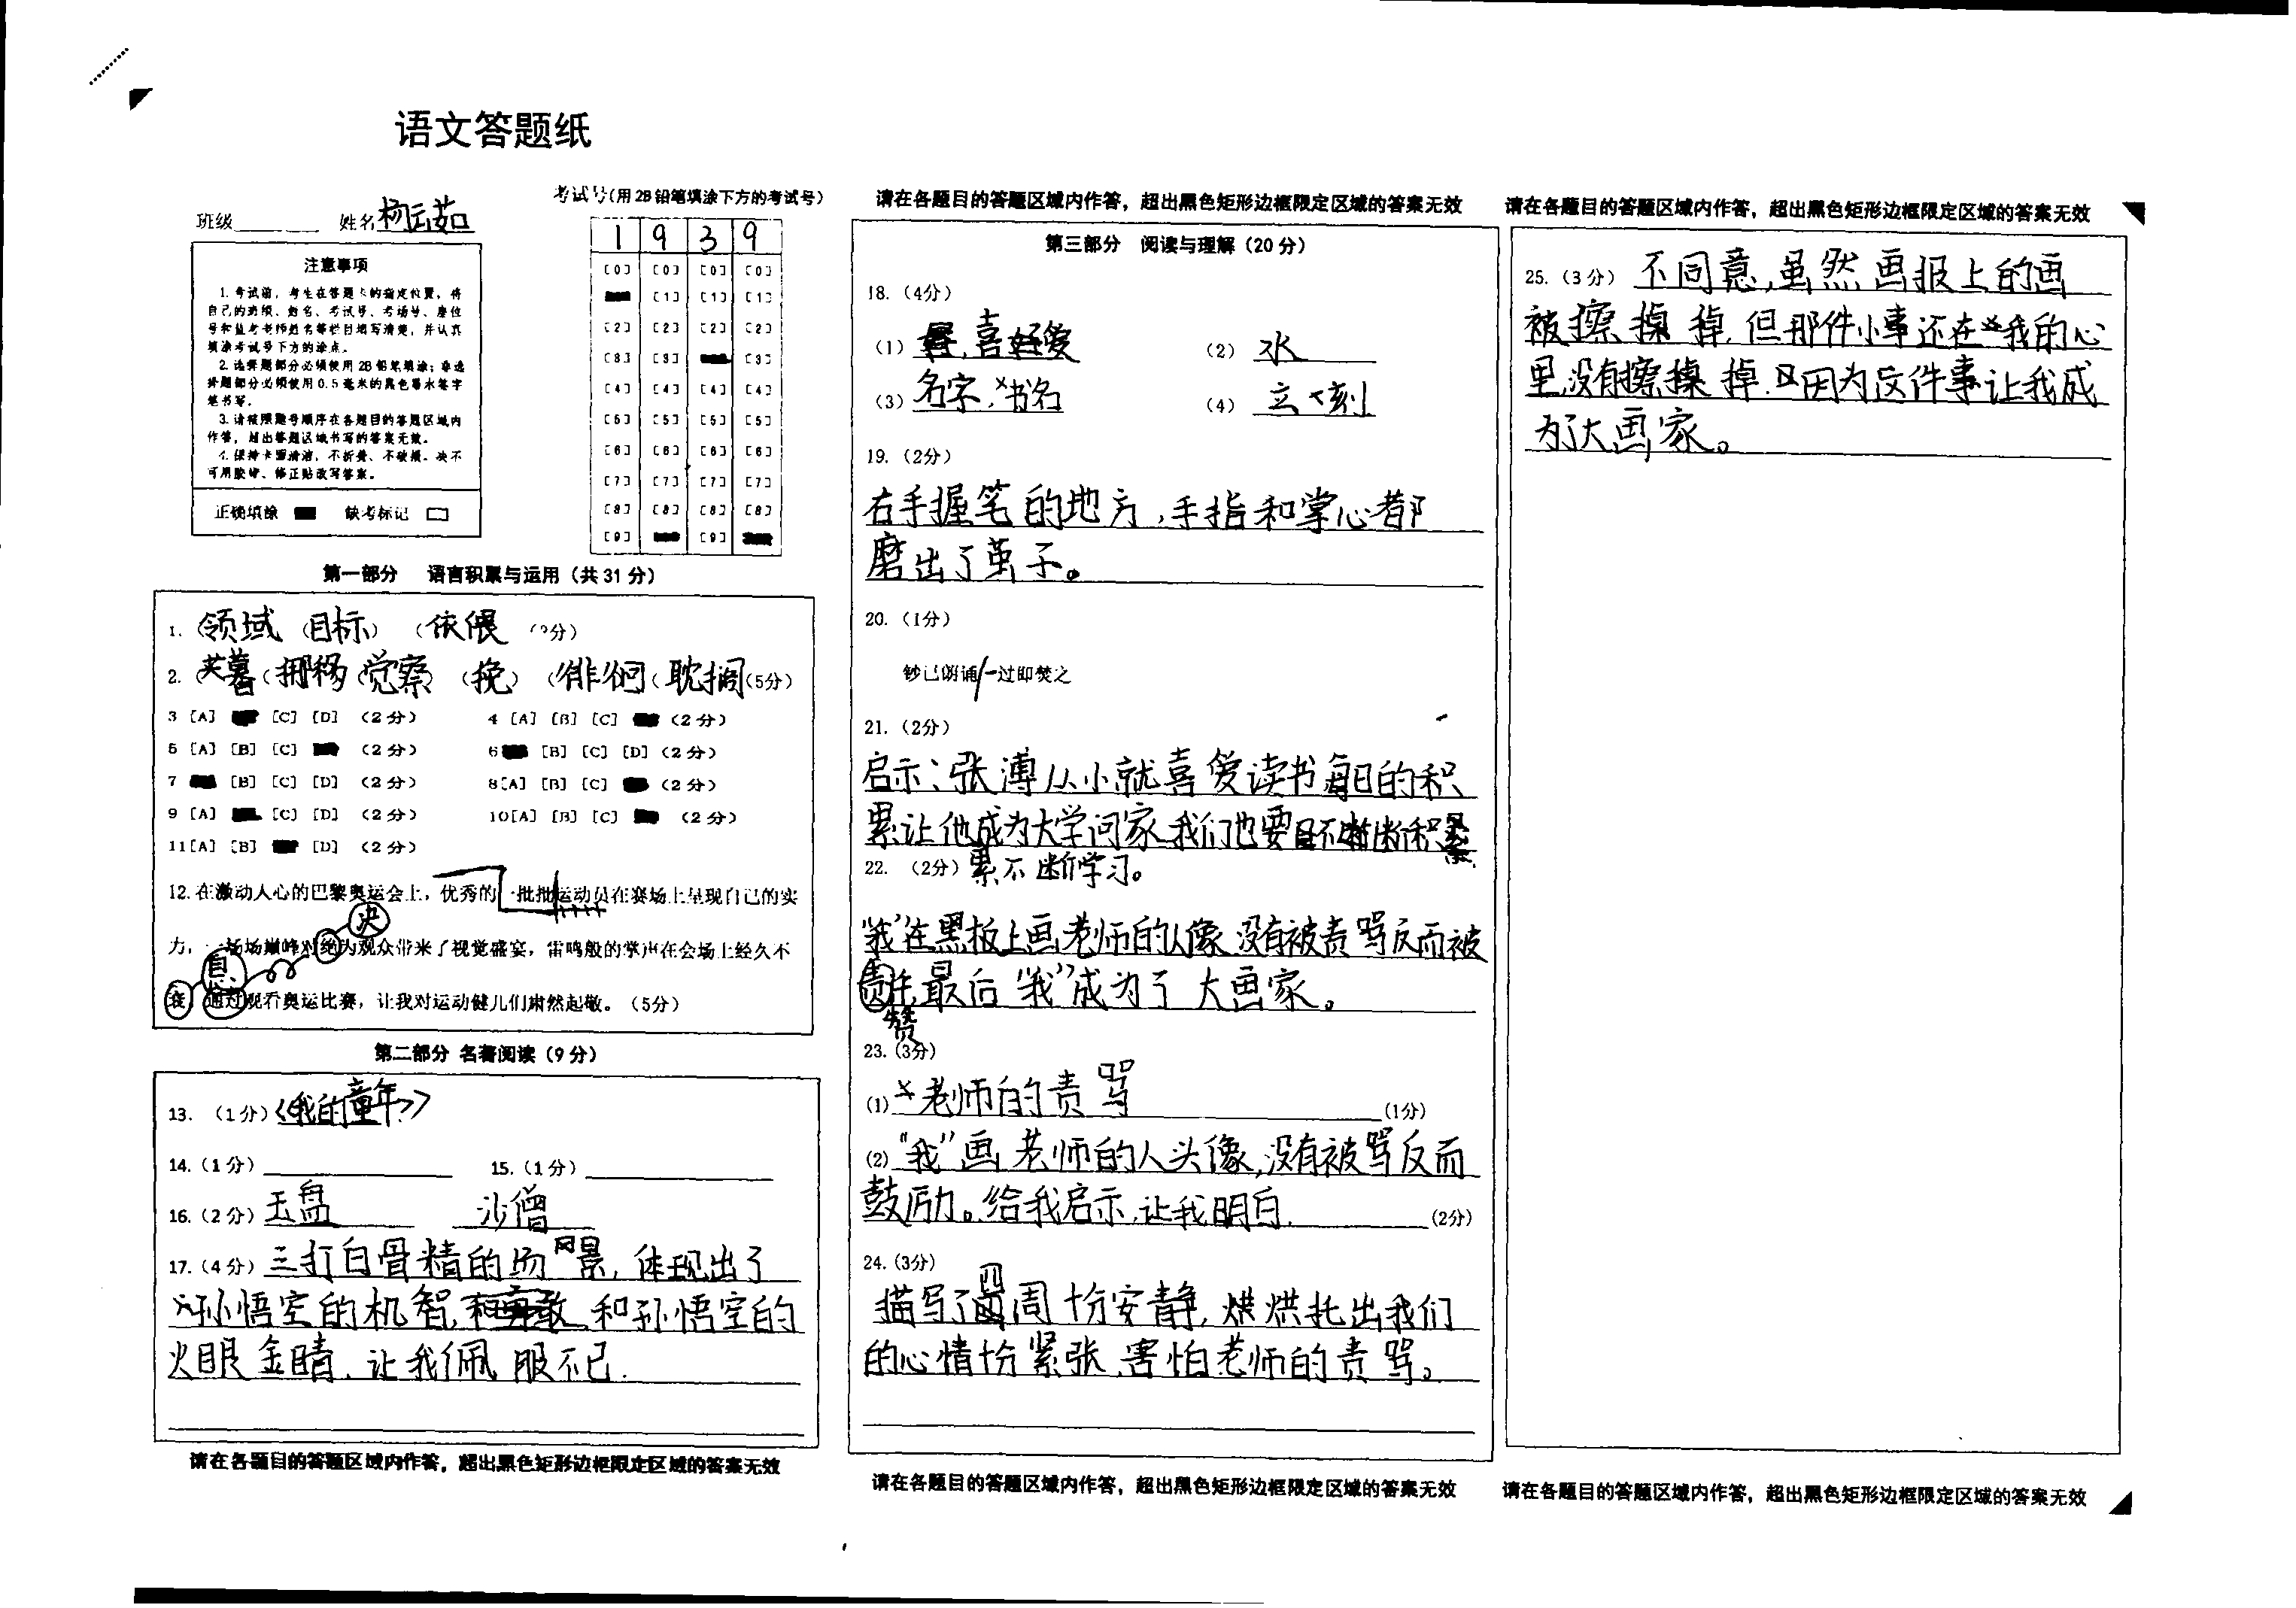 语文答题纸
班级 姓名 柯云茹
考试号(用2B铅笔填涂下方的考试号)
1 9 3 9
[0] [0] [0] [0]
[1] [1] [1]
[2] [2] [2] [2]
[3] [3] [3]
[4] [4] [4] [4]
[5] [5] [5] [5]
[6] [6] [6] [6]
[7] [7] [7] [7]
[8] [8] [8] [8]
[9] [9]
注意事项
1. 考试前,考生在答题卡的指定位置,将
自己的班级、姓名、考试号、考场号、座位
号和监考老师姓名等栏目填写清楚,并认真
填涂考试号下方的涂点。
2. 选择题部分必须使用2B铅笔填涂;非选
择题部分必须使用0.5毫米的黑色墨水签字
笔书写。
3. 请按照题号顺序在各题目的答题区域内
作答,超出答题区域书写的答案无效。
4. 保持卡面清洁,不折叠、不破损。决不
可用胶带、修正贴改写答案。
正确填涂 缺考标记
第一部分 语言积累与运用(共31分)
1. (领域 (目标) (依偎
2. (芙蓉 (挪移 (觉察) (挽) (徘徊 (耽搁(5分)
3 [A] [C] [D] (2分) 4 [A] [B] [C] (2分)
5 [A] [B] [C] (2分) 6 [B] [C] [D] (2分)
7 [B] [C] [D] (2分) 8[A] [B] [C] (2分)
9 [A] [C] [D] (2分) 10[A] [B] [C] (2分)
11[A] [B] [D] (2分)
12. 在激动人心的巴黎奥运会上,优秀的一批批运动员在赛场上呈现自己的实
决
力,一场场巅峰对绝为观众带来了视觉盛宴,雷鸣般的掌声在会场上经久不
衰,通过观看奥运比赛,让我对运动健儿们肃然起敬。(5分)
第二部分 名著阅读(9分)
13. (1分)《我的童年》
14. (1分) 15. (1分)
16. (2分) 玉帛 沙僧
17. (4分) 三打白骨精的场景,体现出了
孙悟空的机智,和孙悟空的
火眼金睛,让我佩服不已.
请在各题目的答题区域内作答,超出黑色矩形边框限定区域的答案无效
请在各题目的答题区域内作答,超出黑色矩形边框限定区域的答案无效
第三部分 阅读与理解(20分)
18. (4分)
(1) 喜爱 (2) 水
(3) 名字,书名 (4) 立刻
19. (2分)
右手握笔的地方,手指和掌心都
磨出了茧子。
20. (1分)
钞已朗诵/一过即焚之
21. (2分)
启示:张溥从小就喜爱读书每日的积
累让他成为大学问家我们也要不断积
22. (2分) 累不断学习。
"我"在黑板上画老师的人像没有被责骂反而被
赞
最后"我"成为了大画家。
23. (3分)
(1) 老师的责骂 (1分)
(2) "我"画老师的人头像,没有被骂反而
鼓励。给我启示,让我明白. (2分)
24. (3分)
描写了四周十份安静,烘托出我们
的心情十份紧张,害怕老师的责骂。
请在各题目的答题区域内作答,超出黑色矩形边框限定区域的答案无效
请在各题目的答题区域内作答,超出黑色矩形边框限定区域的答案无效
25. (3分) 不同意,虽然画报上的画
被擦掉,但那件小事还在我的心
里,没有擦掉.因为这件事让我成
为了大画家。
请在各题目的答题区域内作答,超出黑色矩形边框限定区域的答案无效